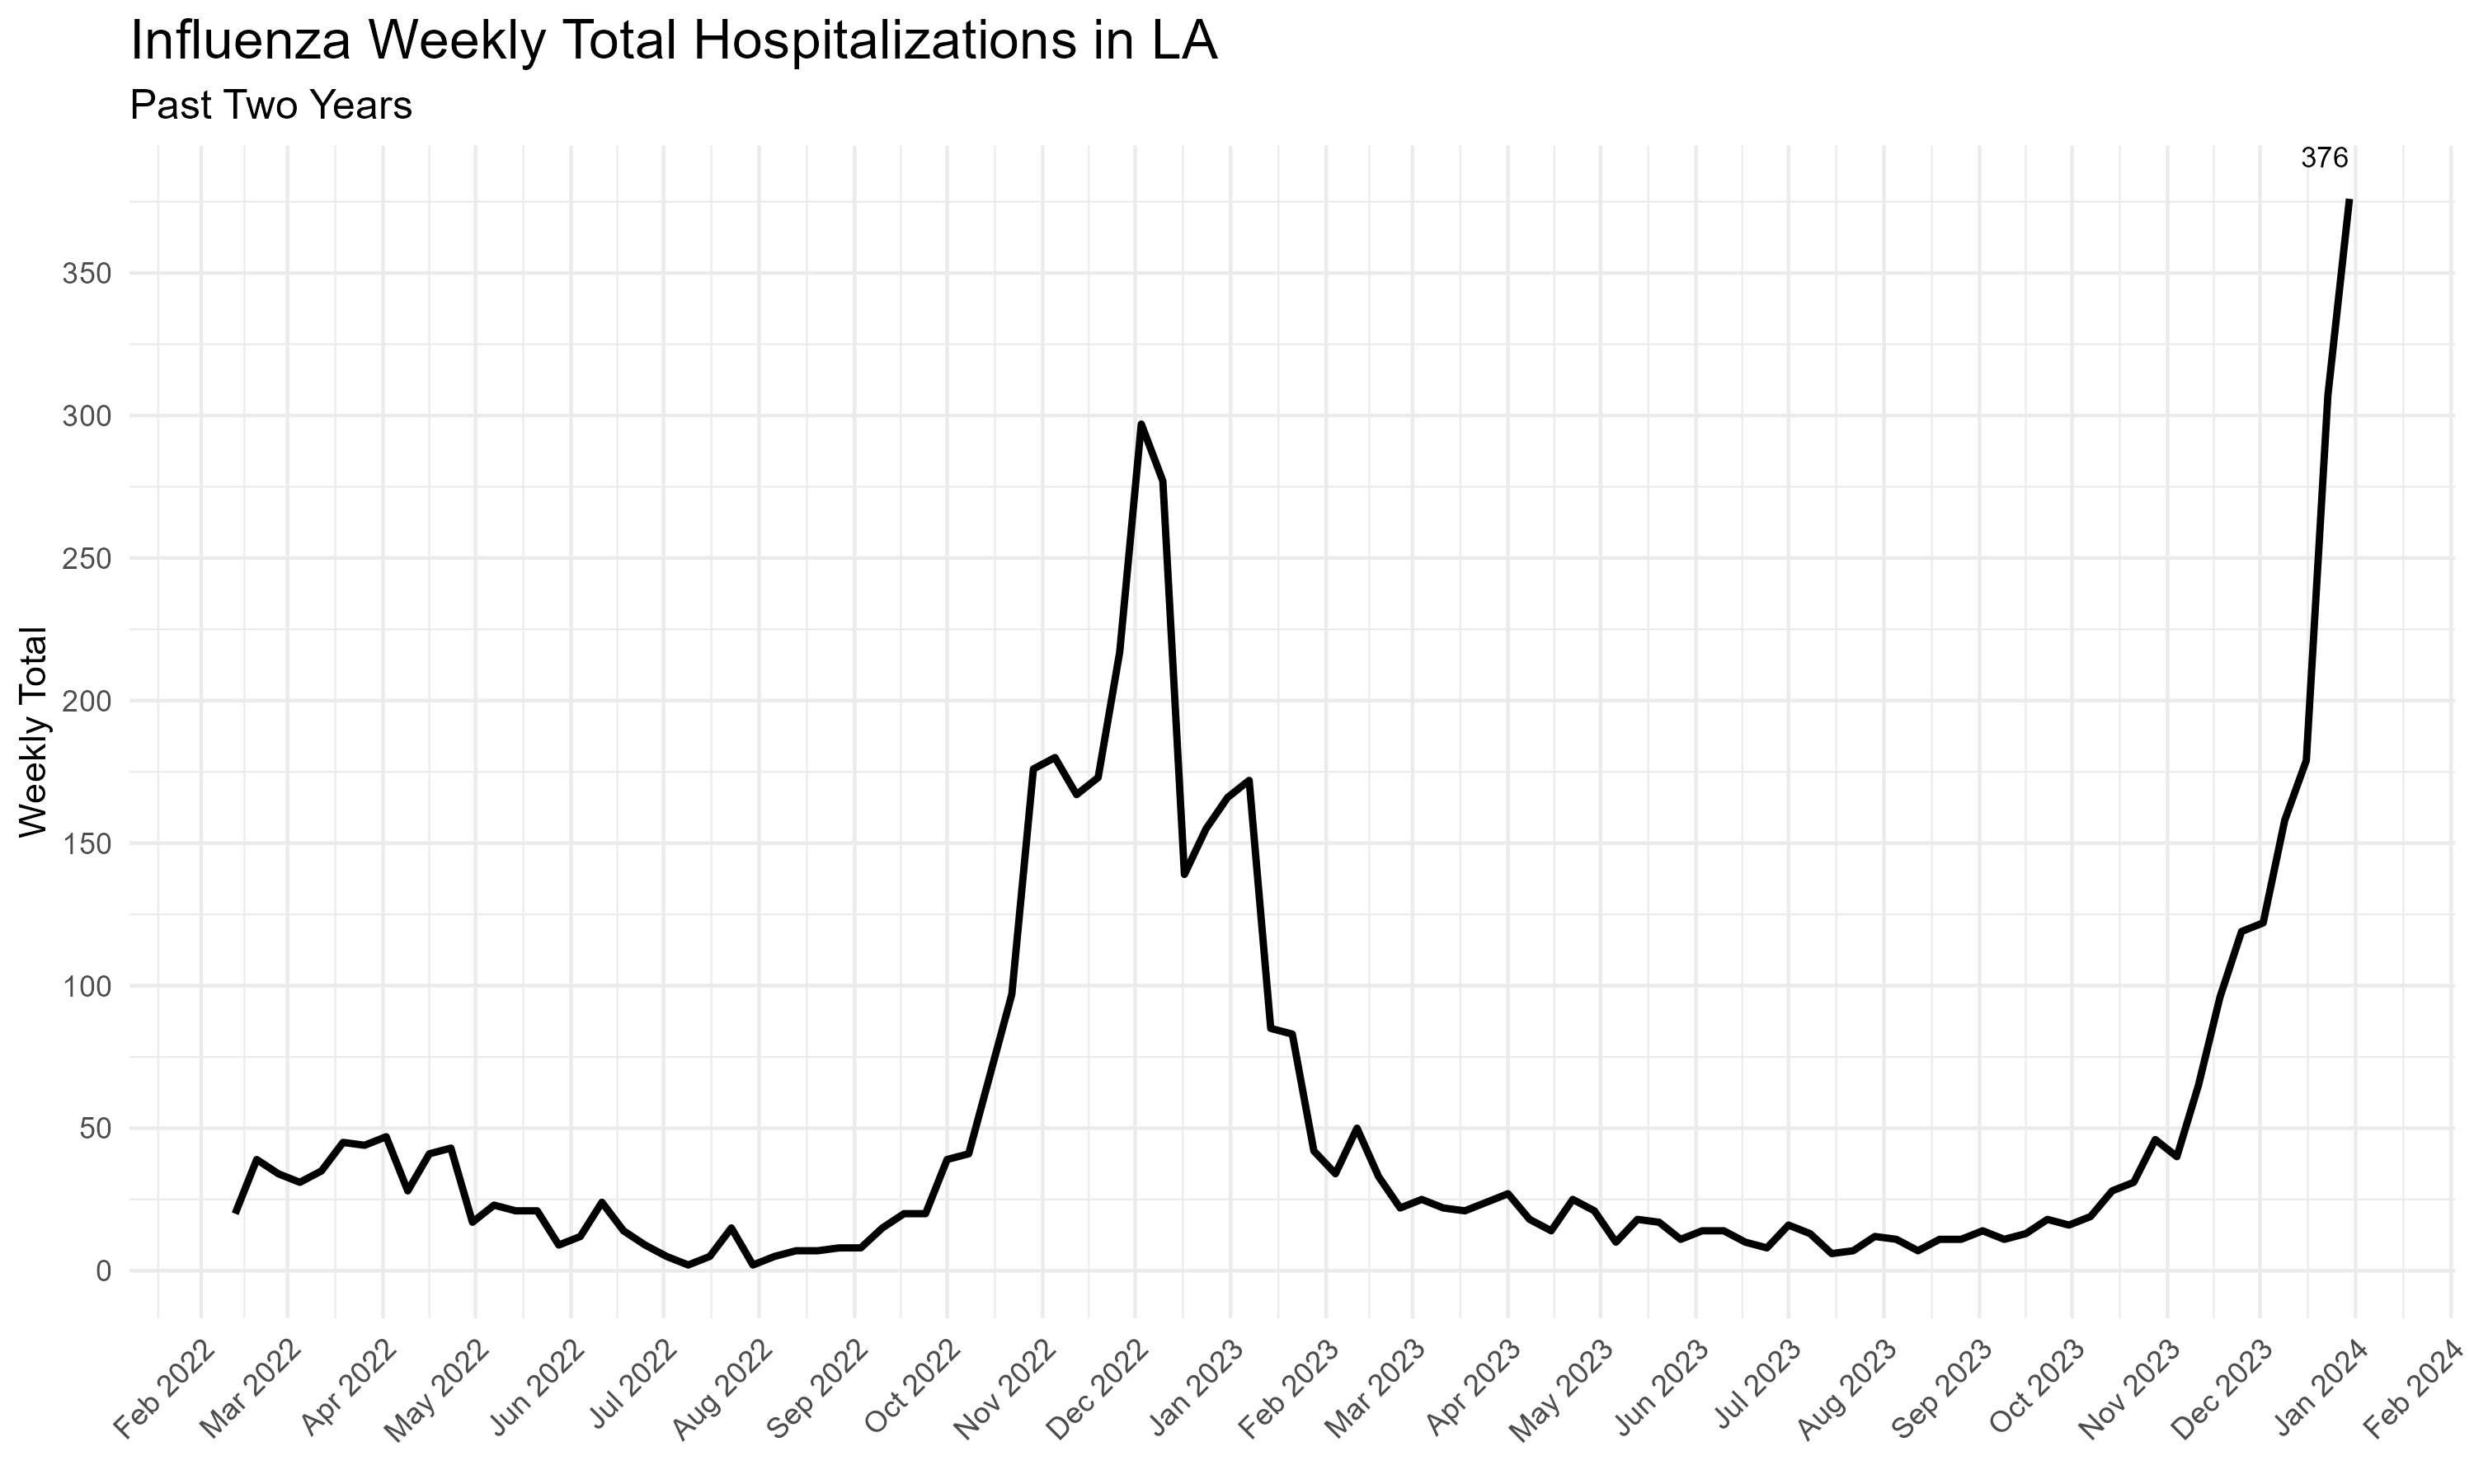 Influenza Weekly Total Hospitalizations in LA
Past Two Years
376
Weekly Total
350
300
250
200
150
100
50
0
Feb 2022
Mar 2022
Apr 2022
May 2022
Jun 2022
Jul 2022
Aug 2022
Sep 2022
Oct 2022
Nov 2022
Dec 2022
Jan 2023
Feb 2023
Mar 2023
Apr 2023
May 2023
Jun 2023
Jul 2023
Aug 2023
Sep 2023
Oct 2023
Nov 2023
Dec 2023
Jan 2024
Feb 2024